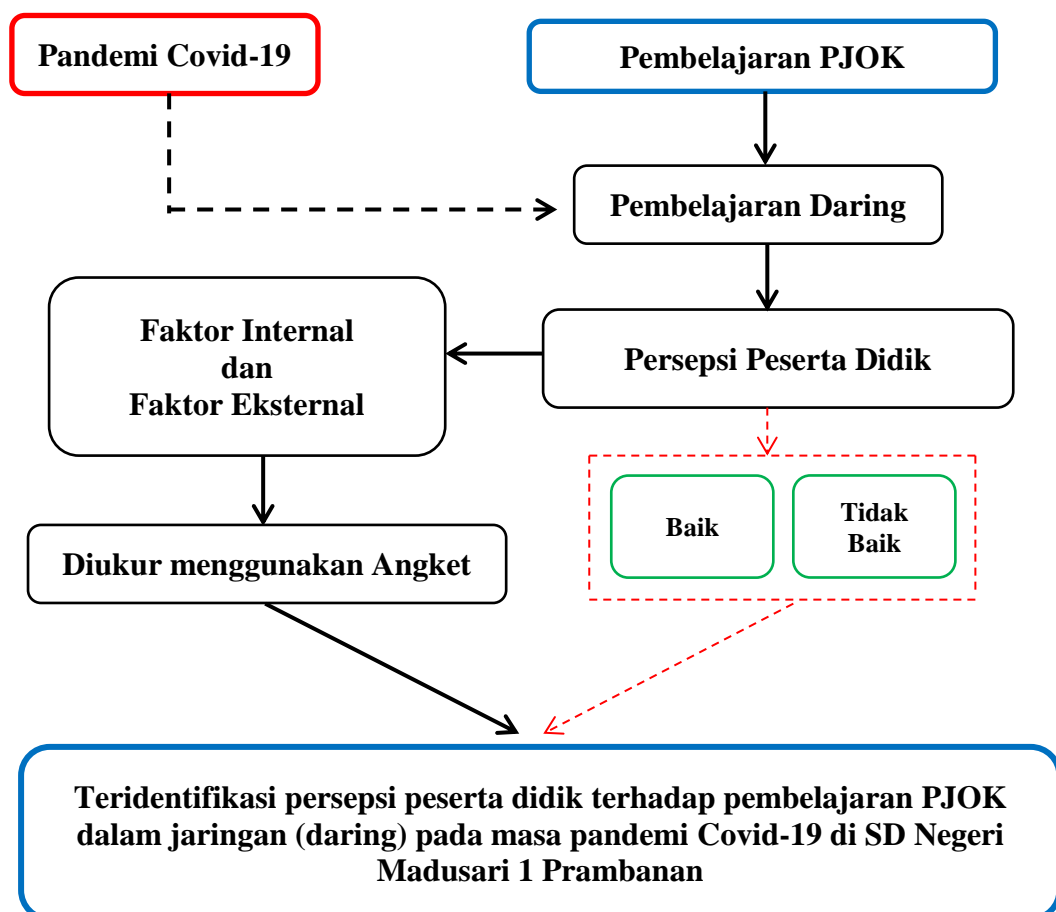 Pandemi Covid-19
Pembelajaran PJOK
Pembelajaran Daring
Faktor Internal
dan
Faktor Eksternal
Persepsi Peserta Didik
Baik
Tidak
Baik
Diukur menggunakan Angket
Teridentifikasi persepsi peserta didik terhadap pembelajaran PJOK
dalam jaringan (daring) pada masa pandemi Covid-19 di SD Negeri
Madusari 1 Prambanan